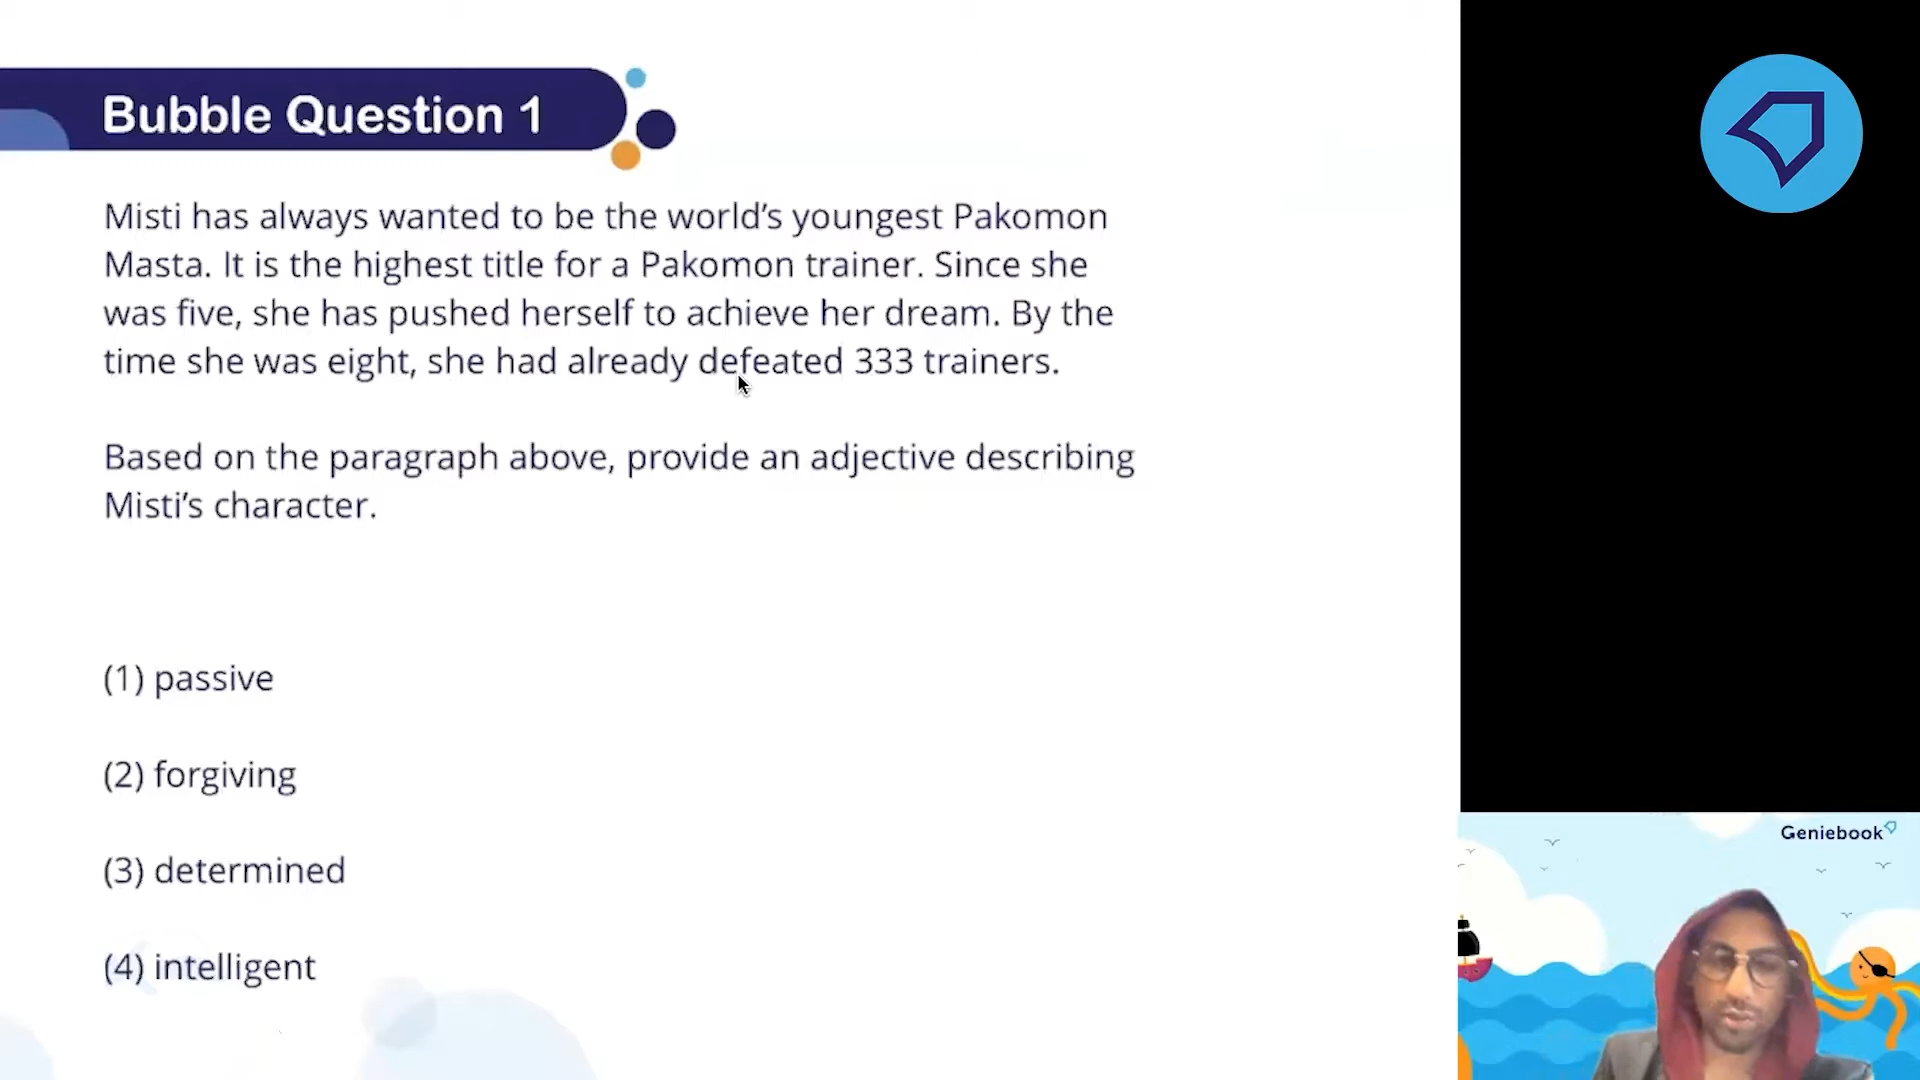 Bubble Question 1
Misti has always wanted to be the world’s youngest Pakomon
Masta. It is the highest title for a Pakomon trainer. Since she
was five, she has pushed herself to achieve her dream. By the
time she was eight, she had already defeated 333 trainers.
Based on the paragraph above, provide an adjective describing
Misti’s character.
(1) passive
(2) forgiving
(3) determined
(4) intelligent
Geniebook